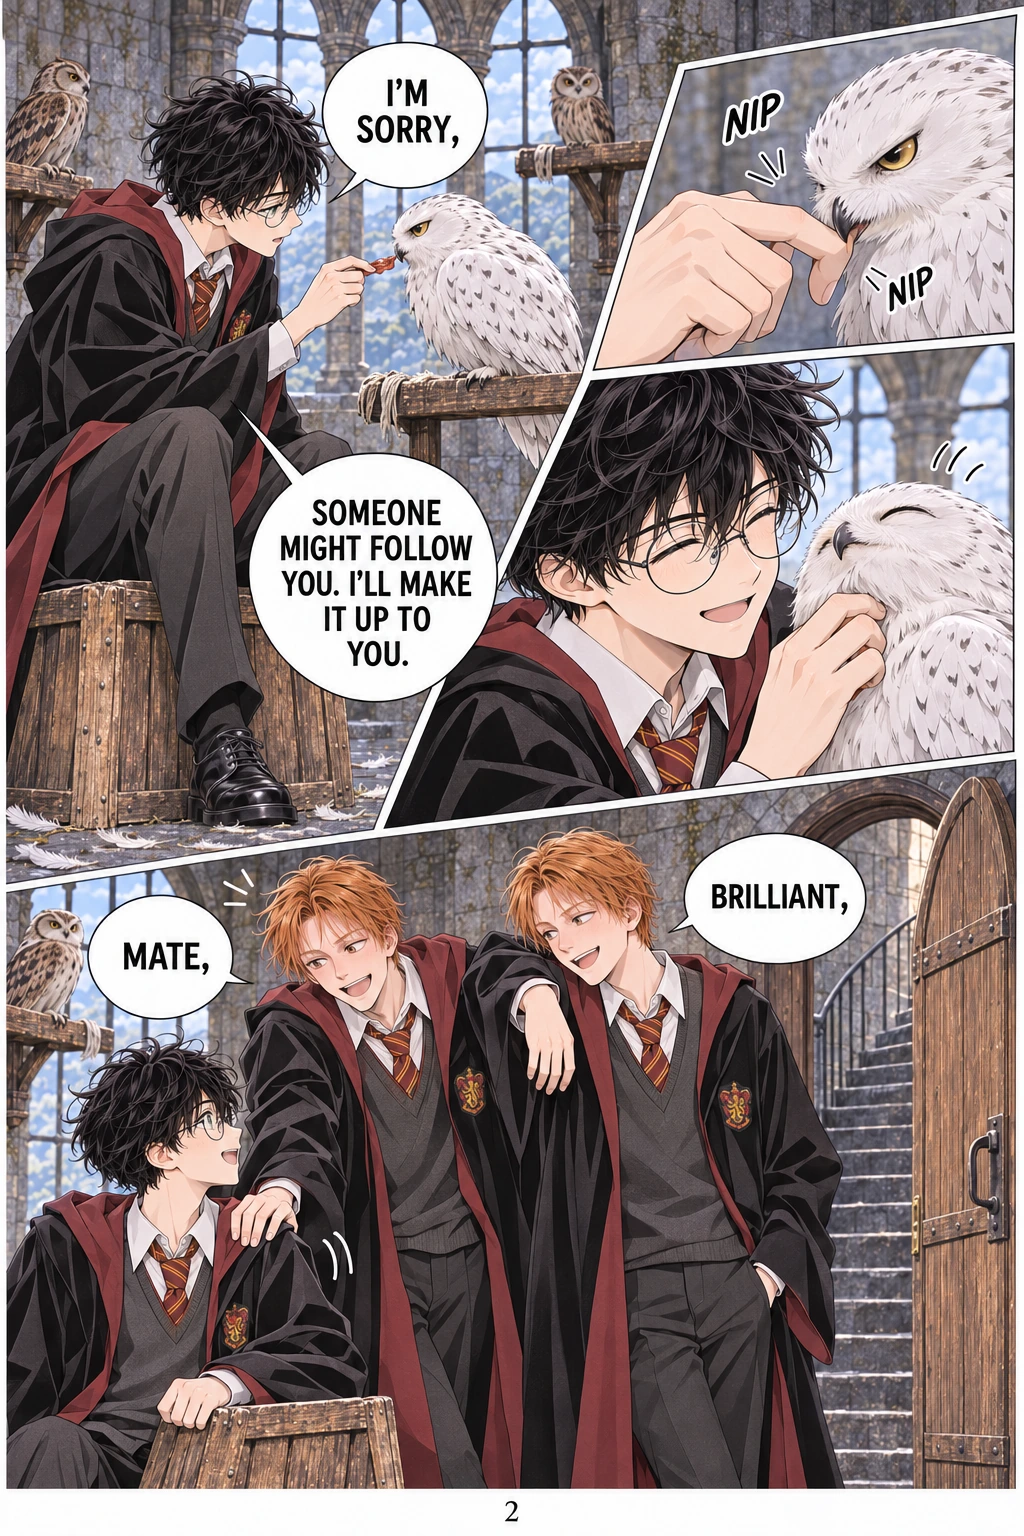 I'M
SORRY,
NIP
NIP
SOMEONE
MIGHT FOLLOW
YOU. I'LL MAKE
IT UP TO
YOU.
MATE,
BRILLIANT,
2